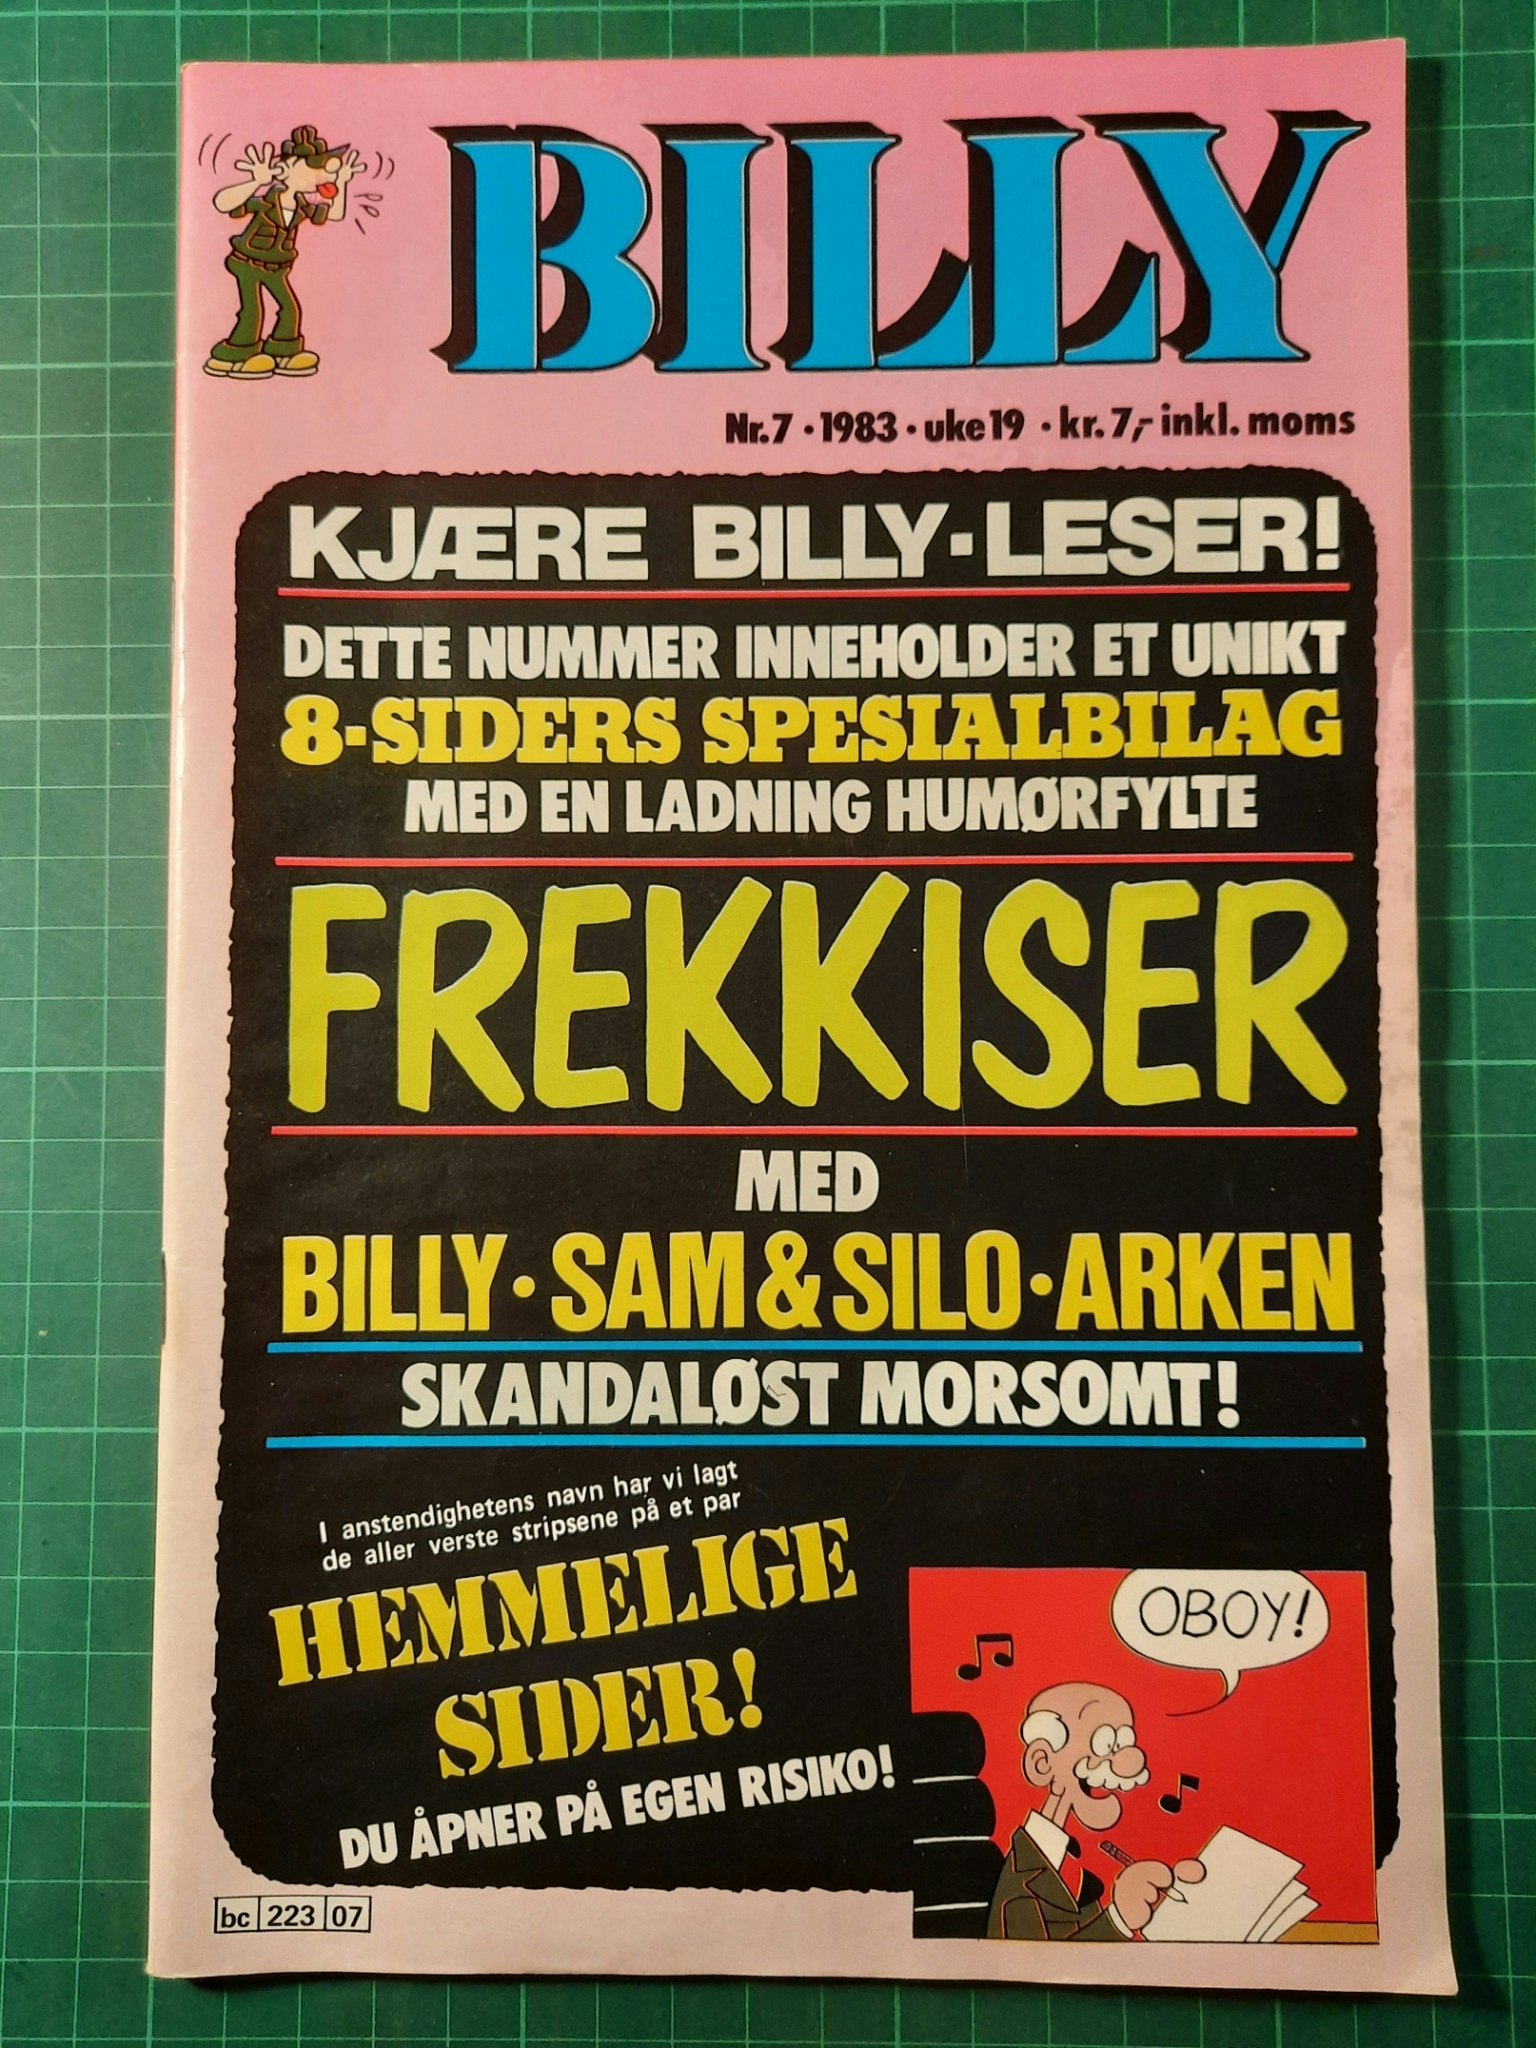 BILLY
Nr.7 • 1983 • uke 19 • kr. 7,- inkl. moms
KJÆRE BILLY-LESER!
DETTE NUMMER INNEHOLDER ET UNIKT
8-SIDERS SPESIALBILAG
MED EN LADNING HUMØRFYLTE
FREKKISER
MED
BILLY • SAM & SILO • ARKEN
SKANDALØST MORSOMT!
I anstendighetens navn har vi lagt
de aller verste stripsene på et par
HEMMELIGE
SIDER!
DU ÅPNER PÅ EGEN RISIKO!
OBOY!
bc 223 07